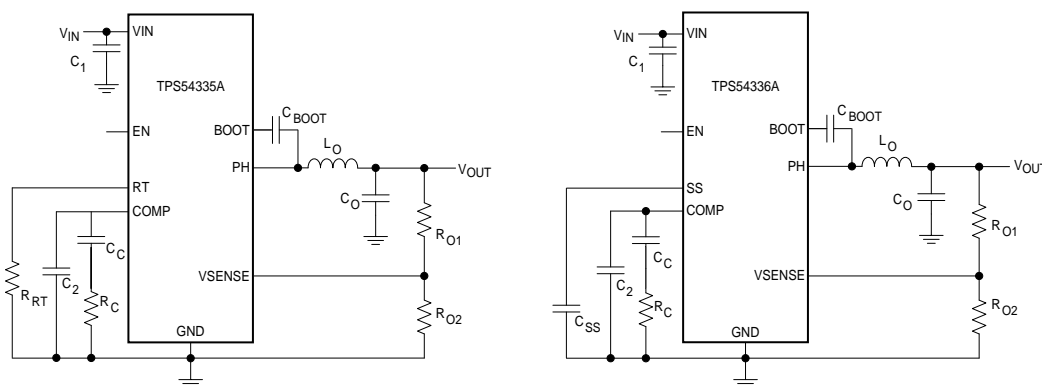 VIN VIN
C1
TPS54335A
CBOOT
EN
BOOT
LO
PH
VOUT
RT
CO
COMP
RO1
CC
C2
VSENSE
RRT
RC
RO2
GND
VIN VIN
C1
TPS54336A
CBOOT
EN
BOOT
LO
PH
VOUT
SS
CO
COMP
RO1
CC
C2
VSENSE
RC
CSS
RO2
GND